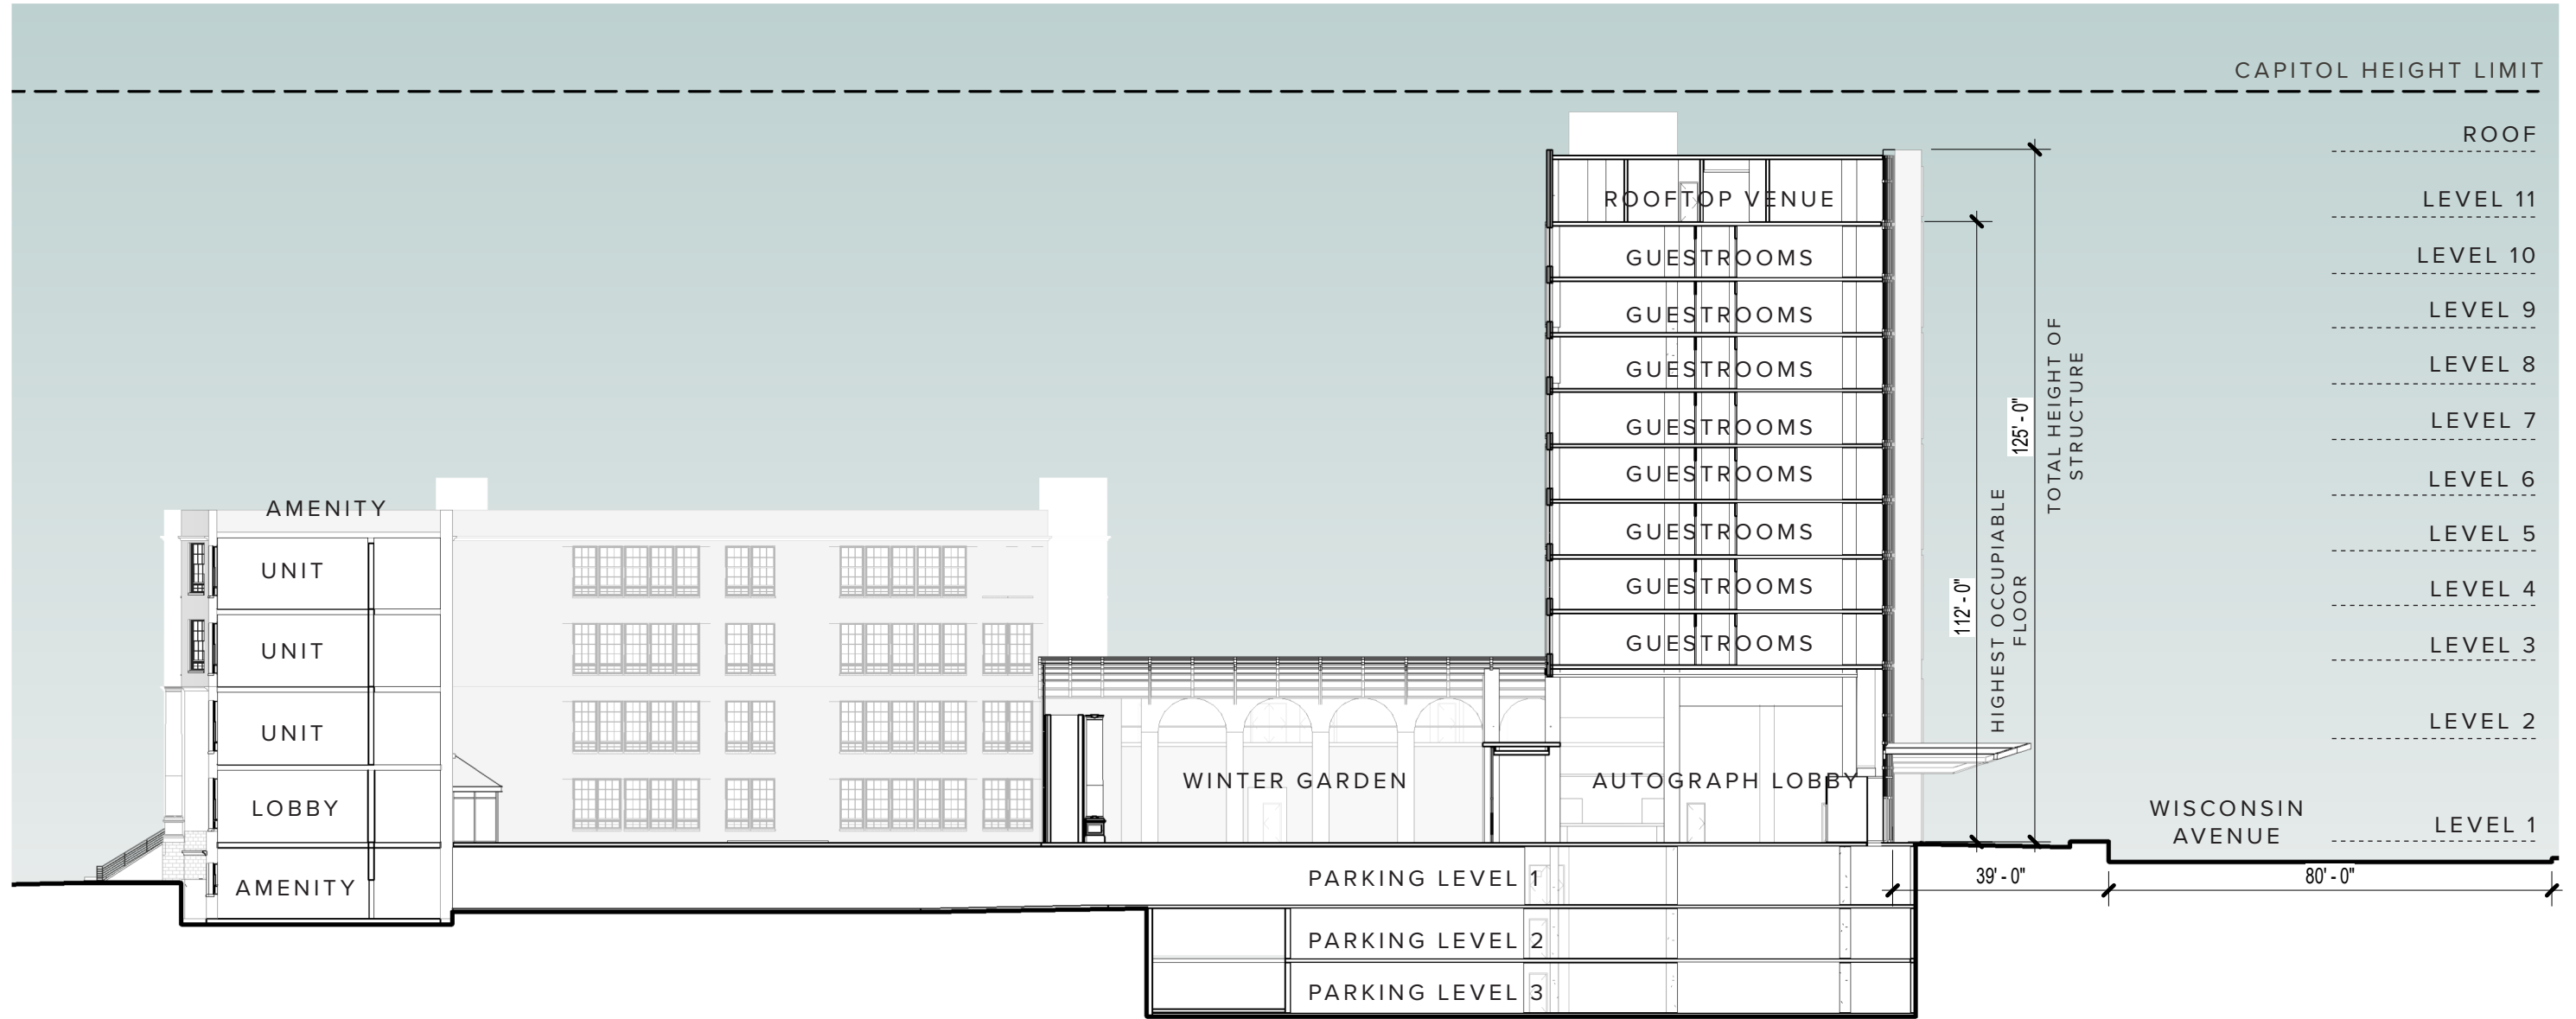 CAPITOL HEIGHT LIMIT
ROOF
LEVEL 11
LEVEL 10
LEVEL 9
LEVEL 8
LEVEL 7
LEVEL 6
LEVEL 5
LEVEL 4
LEVEL 3
LEVEL 2
LEVEL 1
ROOFTOP VENUE
GUESTROOMS
GUESTROOMS
GUESTROOMS
GUESTROOMS
GUESTROOMS
GUESTROOMS
GUESTROOMS
GUESTROOMS
125' - 0"
TOTAL HEIGHT OF
STRUCTURE
112' - 0"
HIGHEST OCCUPIABLE
FLOOR
AMENITY
UNIT
UNIT
UNIT
LOBBY
AMENITY
WINTER GARDEN
AUTOGRAPH LOBBY
WISCONSIN
AVENUE
39' - 0"
80' - 0"
PARKING LEVEL 1
PARKING LEVEL 2
PARKING LEVEL 3